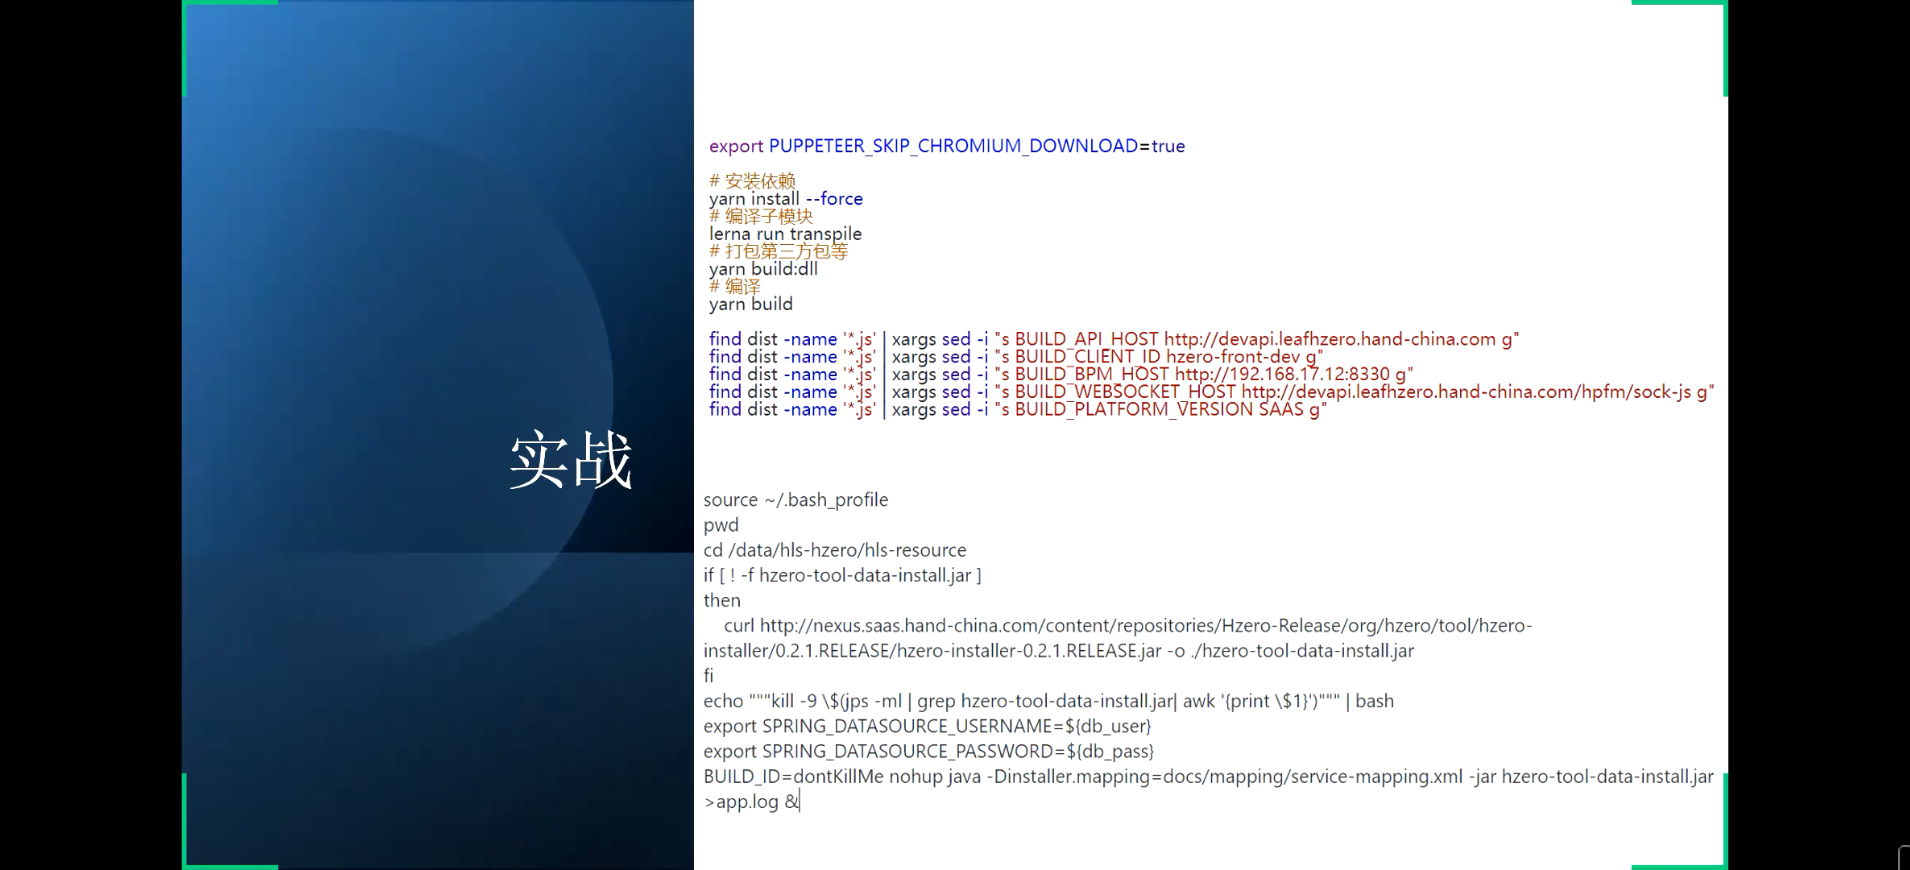 实战
export PUPPETEER_SKIP_CHROMIUM_DOWNLOAD=true
# 安装依赖
yarn install --force
# 编译子模块
lerna run transpile
# 打包第三方包等
yarn build:dll
# 编译
yarn build
find dist -name '*.js' | xargs sed -i "s BUILD_API_HOST http://devapi.leafhzero.hand-china.com g"
find dist -name '*.js' | xargs sed -i "s BUILD_CLIENT_ID hzero-front-dev g"
find dist -name '*.js' | xargs sed -i "s BUILD_BPM_HOST http://192.168.17.12:8330 g"
find dist -name '*.js' | xargs sed -i "s BUILD_WEBSOCKET_HOST http://devapi.leafhzero.hand-china.com/hpfm/sock-js g"
find dist -name '*.js' | xargs sed -i "s BUILD_PLATFORM_VERSION SAAS g"
source ~/.bash_profile
pwd
cd /data/hls-hzero/hls-resource
if [ ! -f hzero-tool-data-install.jar ]
then
curl http://nexus.saas.hand-china.com/content/repositories/Hzero-Release/org/hzero/tool/hzero-
installer/0.2.1.RELEASE/hzero-installer-0.2.1.RELEASE.jar -o ./hzero-tool-data-install.jar
fi
echo """kill -9 \$(jps -ml | grep hzero-tool-data-install.jar| awk '{print \$1}')""" | bash
export SPRING_DATASOURCE_USERNAME=${db_user}
export SPRING_DATASOURCE_PASSWORD=${db_pass}
BUILD_ID=dontKillMe nohup java -Dinstaller.mapping=docs/mapping/service-mapping.xml -jar hzero-tool-data-install.jar
>app.log &